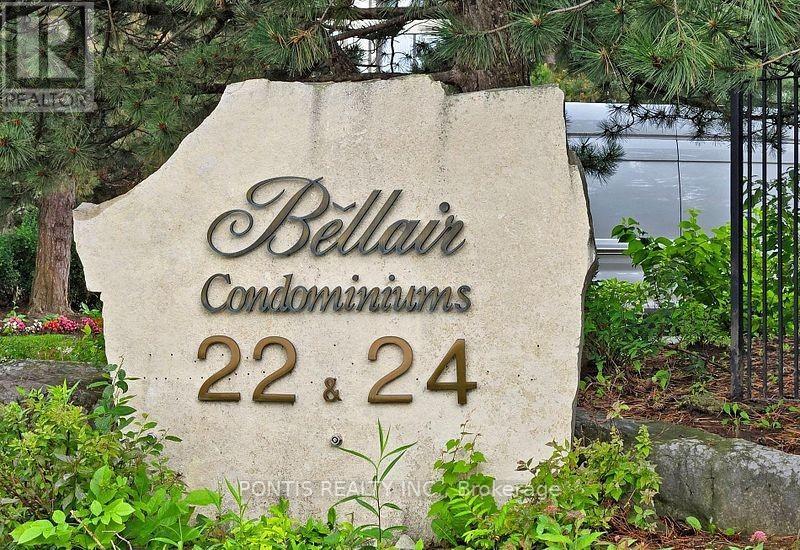 REALTOR
Bellair
Condominiums
22 & 24
PONTIS REALTY INC., Brokerage